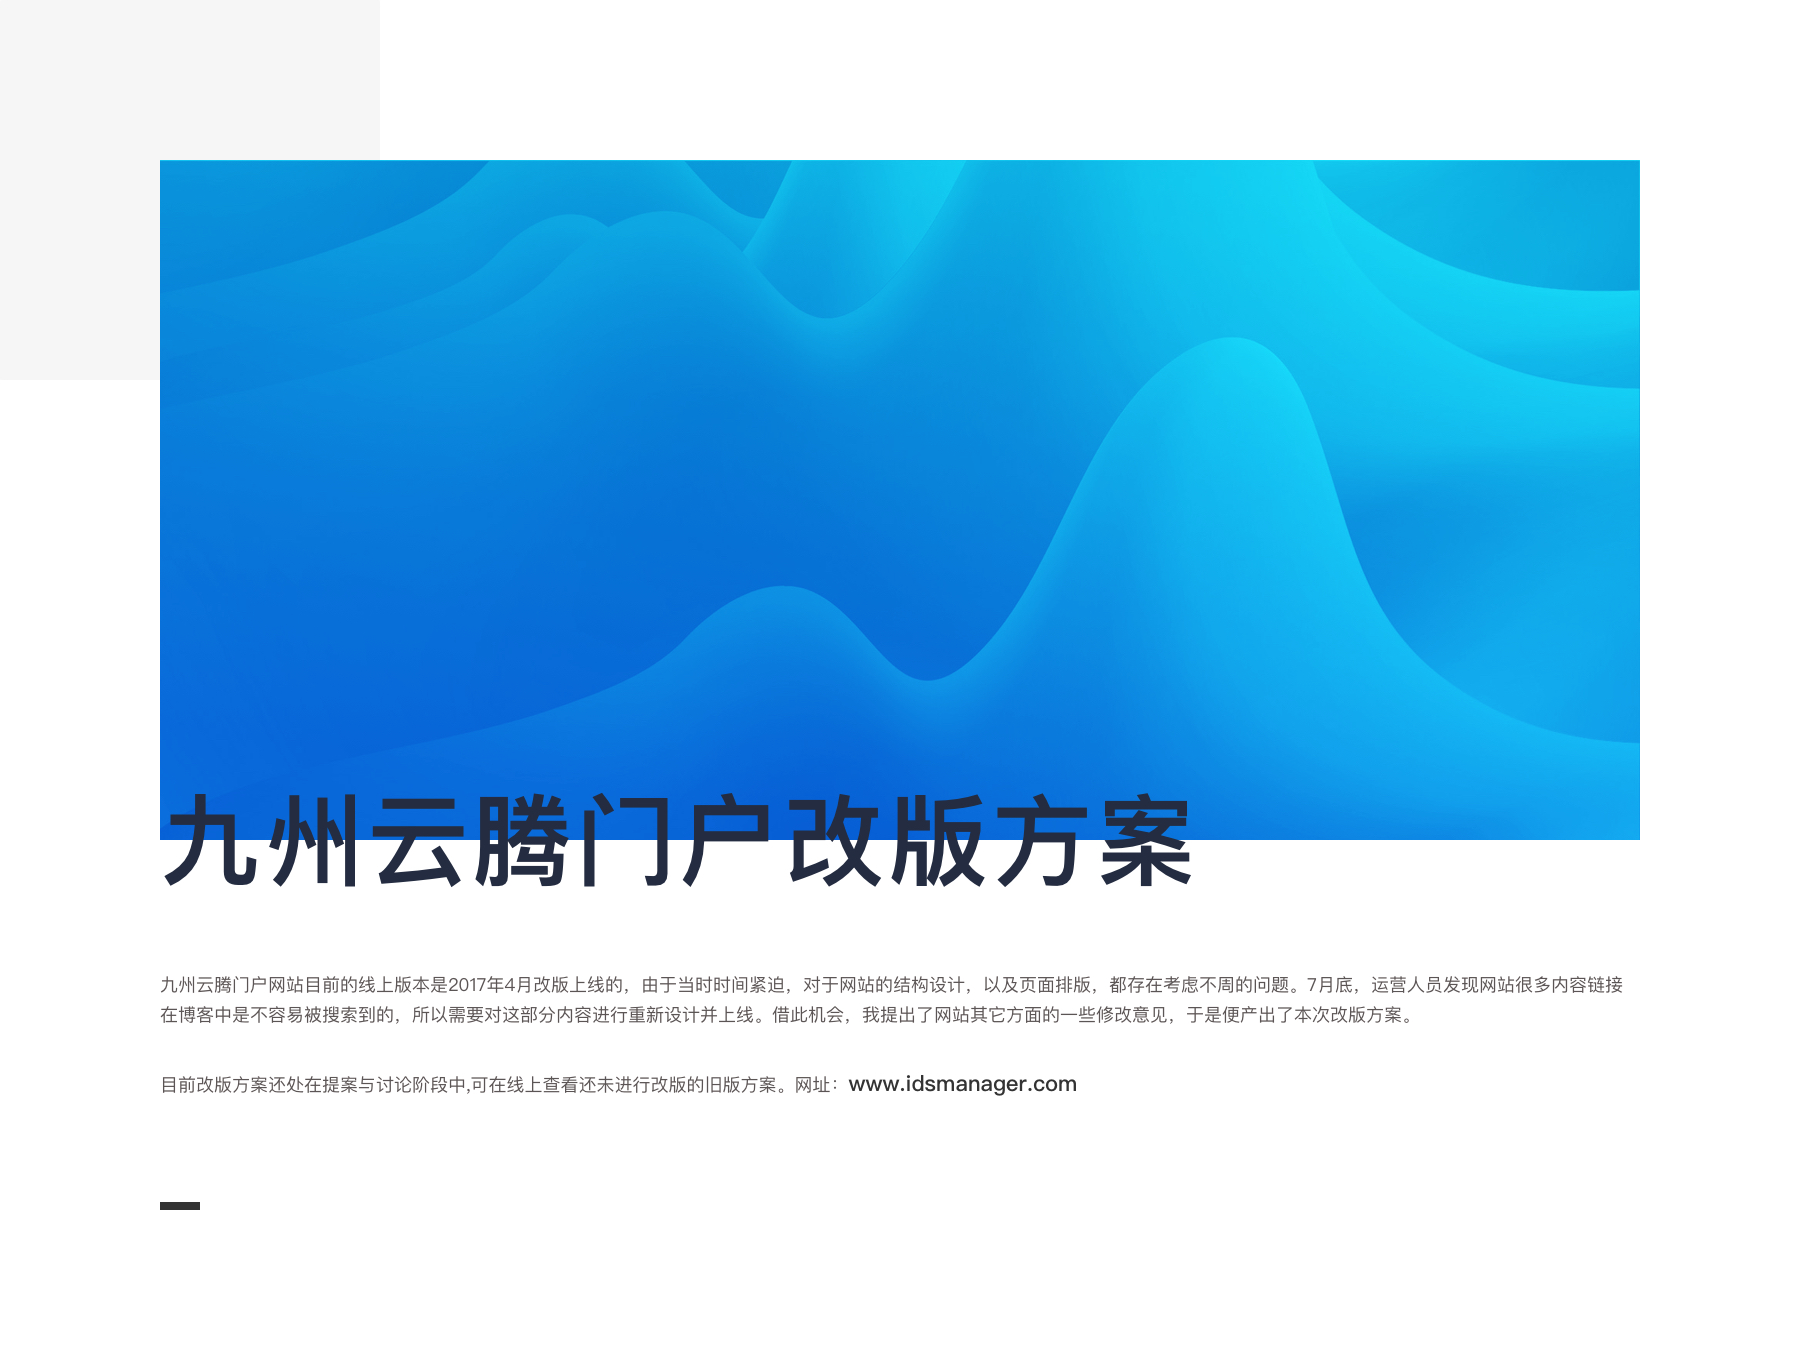 九州云腾门户改版方案
九州云腾门户网站目前的线上版本是2017年4月改版上线的，由于当时时间紧迫，对于网站的结构设计，以及页面排版，都存在考虑不周的问题。7月底，运营人员发现网站很多内容链接
在博客中是不容易被搜索到的，所以需要对这部分内容进行重新设计并上线。借此机会，我提出了网站其它方面的一些修改意见，于是便产出了本次改版方案。
目前改版方案还处在提案与讨论阶段中,可在线上查看还未进行改版的旧版方案。网址：www.idsmanager.com